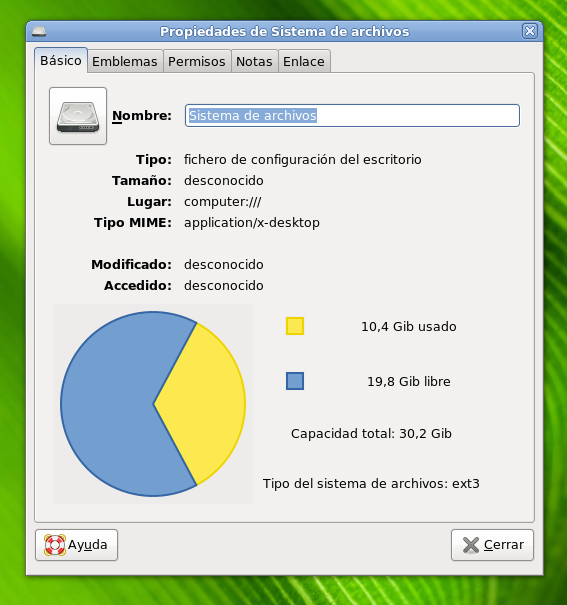 Propiedades de Sistema de archivos
Básico Emblemas Permisos Notas Enlace
Nombre: Sistema de archivos
Tipo: fichero de configuración del escritorio
Tamaño: desconocido
Lugar: computer:///
Tipo MIME: application/x-desktop
Modificado: desconocido
Accedido: desconocido
10,4 Gib usado
19,8 Gib libre
Capacidad total: 30,2 Gib
Tipo del sistema de archivos: ext3
Ayuda Cerrar